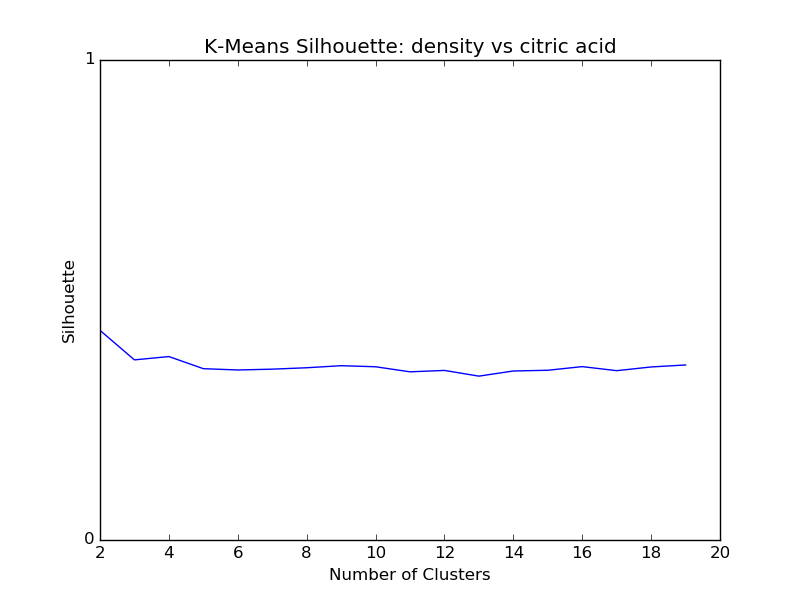 K-Means Silhouette: density vs citric acid
1
Silhouette
0
2 4 6 8 10 12 14 16 18 20
Number of Clusters